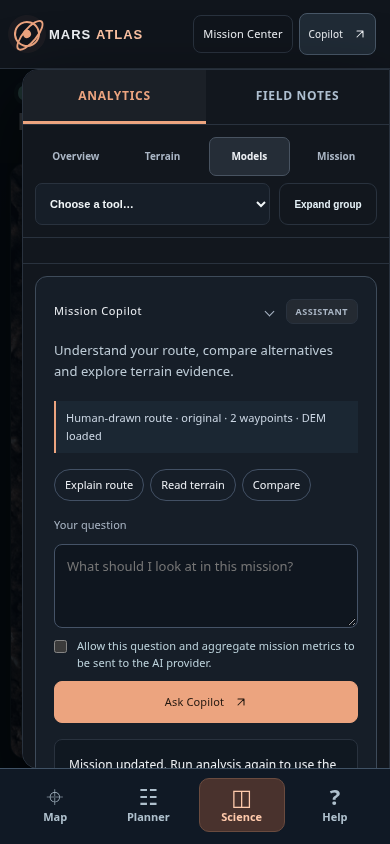 MARS ATLAS
Mission Center
Copilot
ANALYTICS
FIELD NOTES
Overview
Terrain
Models
Mission
Choose a tool...
Expand group
Mission Copilot
ASSISTANT
Understand your route, compare alternatives
and explore terrain evidence.
Human-drawn route · original · 2 waypoints · DEM
loaded
Explain route
Read terrain
Compare
Your question
What should I look at in this mission?
Allow this question and aggregate mission metrics to
be sent to the AI provider.
Ask Copilot
Mission updated. Run analysis again to use the
Map
Planner
Science
? 
Help